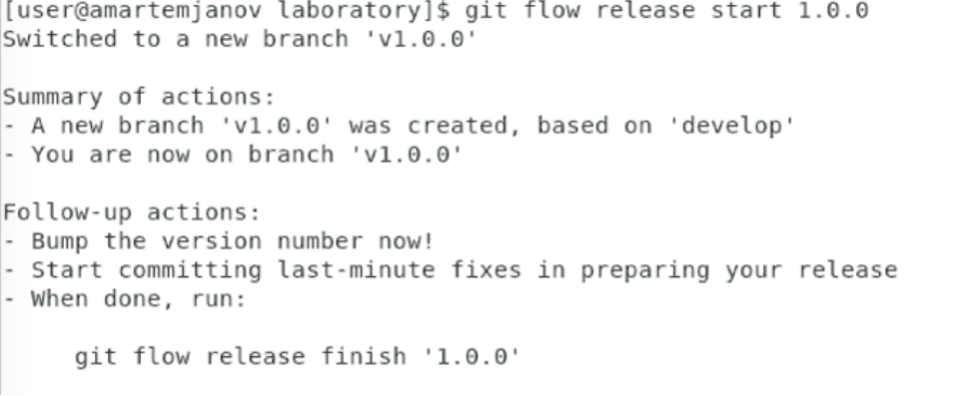 [user@amartemjanov laboratory]$ git flow release start 1.0.0
Switched to a new branch 'v1.0.0'
Summary of actions:
- A new branch 'v1.0.0' was created, based on 'develop'
- You are now on branch 'v1.0.0'
Follow-up actions:
- Bump the version number now!
- Start committing last-minute fixes in preparing your release
- When done, run:
git flow release finish '1.0.0'